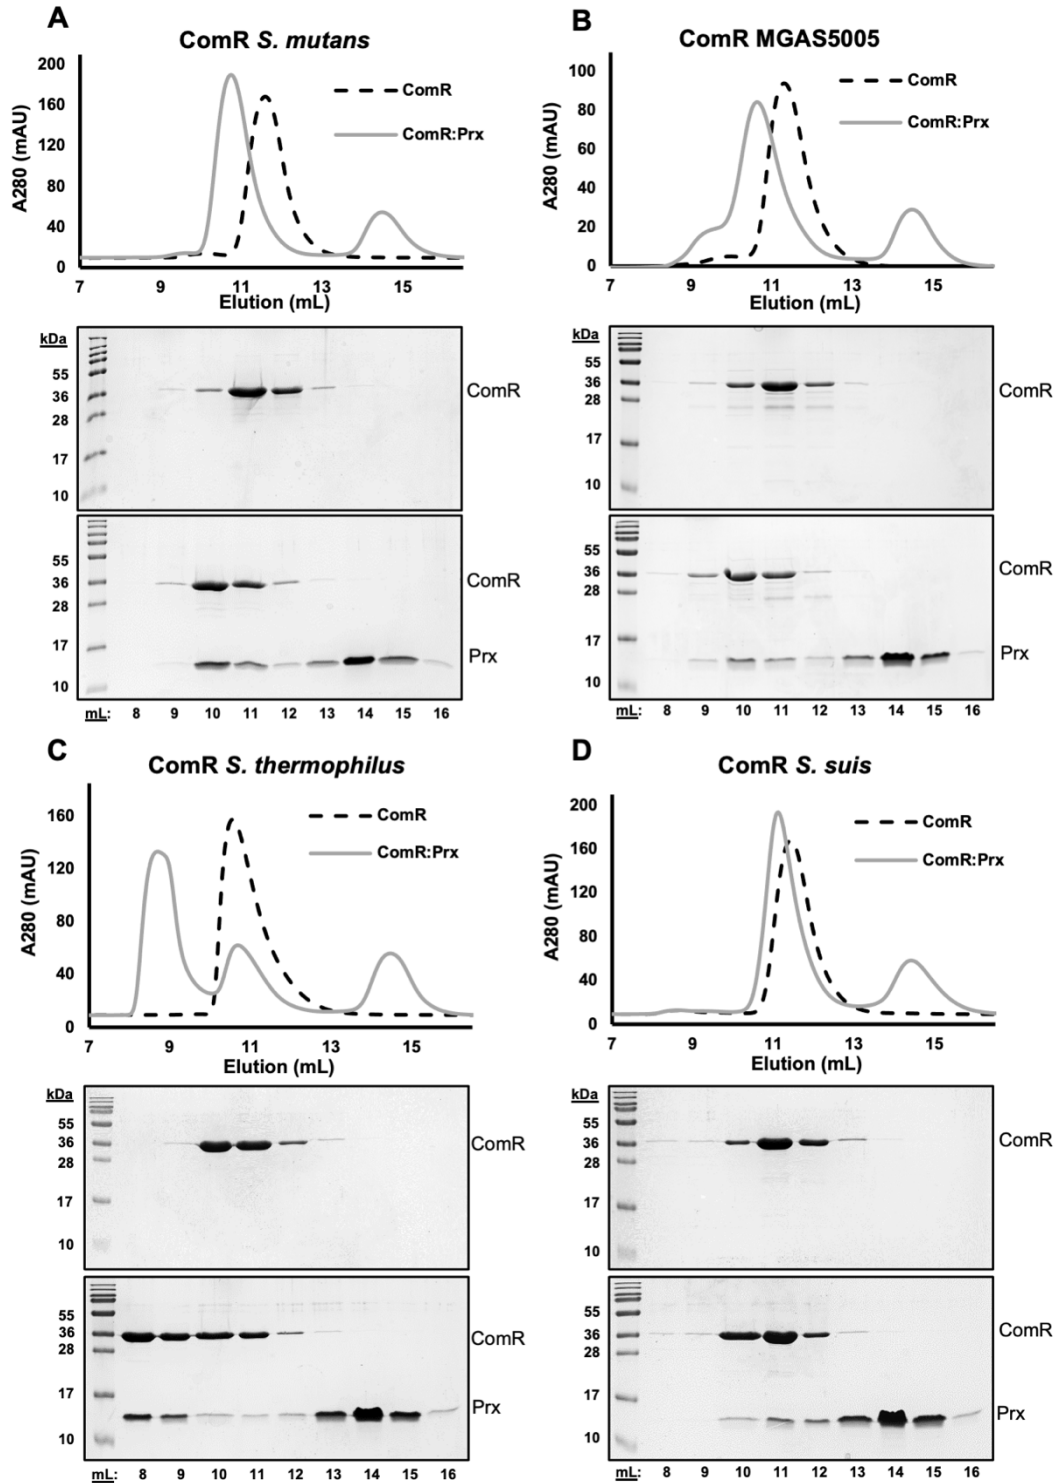 A
ComR S. mutans
200
160
120
80
40
0
A280 (mAU)
ComR
ComR:Prx
7 9 11 13 15
Elution (mL)
kDa
55
36
28
17
10
ComR
55
36
28
17
10
ComR
Prx
mL: 8 9 10 11 12 13 14 15 16
B
ComR MGAS5005
100
80
60
40
20
0
A280 (mAU)
ComR
ComR:Prx
7 9 11 13 15
Elution (mL)
kDa
55
36
28
17
10
ComR
55
36
28
17
10
ComR
Prx
mL: 8 9 10 11 12 13 14 15 16
C
ComR S. thermophilus
160
120
80
40
0
A280 (mAU)
ComR
ComR:Prx
7 9 11 13 15
Elution (mL)
kDa
55
36
28
17
10
ComR
55
36
28
17
10
ComR
Prx
mL: 8 9 10 11 12 13 14 15 16
D
ComR S. suis
200
160
120
80
40
0
A280 (mAU)
ComR
ComR:Prx
7 9 11 13 15
Elution (mL)
kDa
55
36
28
17
10
ComR
55
36
28
17
10
ComR
Prx
mL: 8 9 10 11 12 13 14 15 16